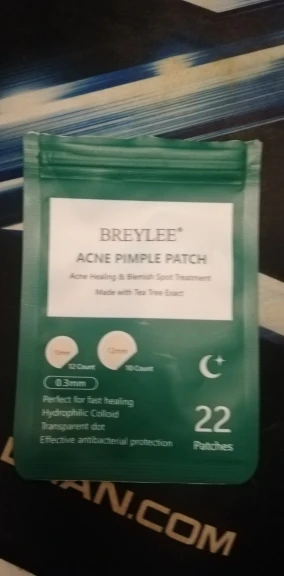 BREYLEE®
ACNE PIMPLE PATCH
Acne Healing & Blemish Spot Treatment
Made with Tea Tree Exact
12mm
12 Count
10 Count
0.3mm
Perfect for fast healing
Hydrophilic Colloid
Transparent dot
Effective antibacterial protection
22
Patches
AN.COM